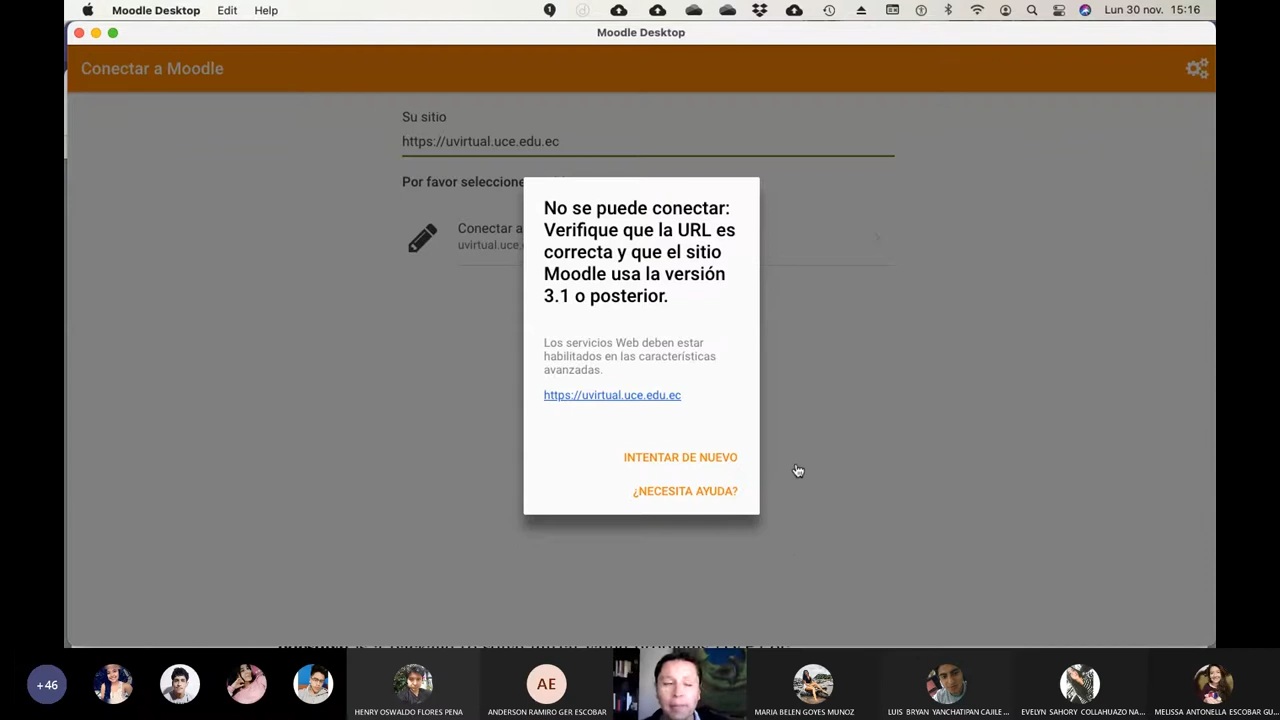 Moodle Desktop Edit Help
Lun 30 nov. 15:16
Moodle Desktop
Conectar a Moodle
Su sitio
https://uvirtual.uce.edu.ec
Por favor seleccione
Conectar a
uvirtual.uce.
No se puede conectar:
Verifique que la URL es
correcta y que el sitio
Moodle usa la versión
3.1 o posterior.
Los servicios Web deben estar
habilitados en las características
avanzadas.
https://uvirtual.uce.edu.ec
INTENTAR DE NUEVO
¿NECESITA AYUDA?
+46
AE
HENRY OSWALDO FLORES PENA
ANDERSON RAMIRO GER ESCOBAR
MARIA BELEN GOYES MUNOZ
LUIS BRYAN YANCHATIPAN CAJILE ...
EVELYN SAHORY COLLAHUAZO NA...
MELISSA ANTONELLA ESCOBAR GU...